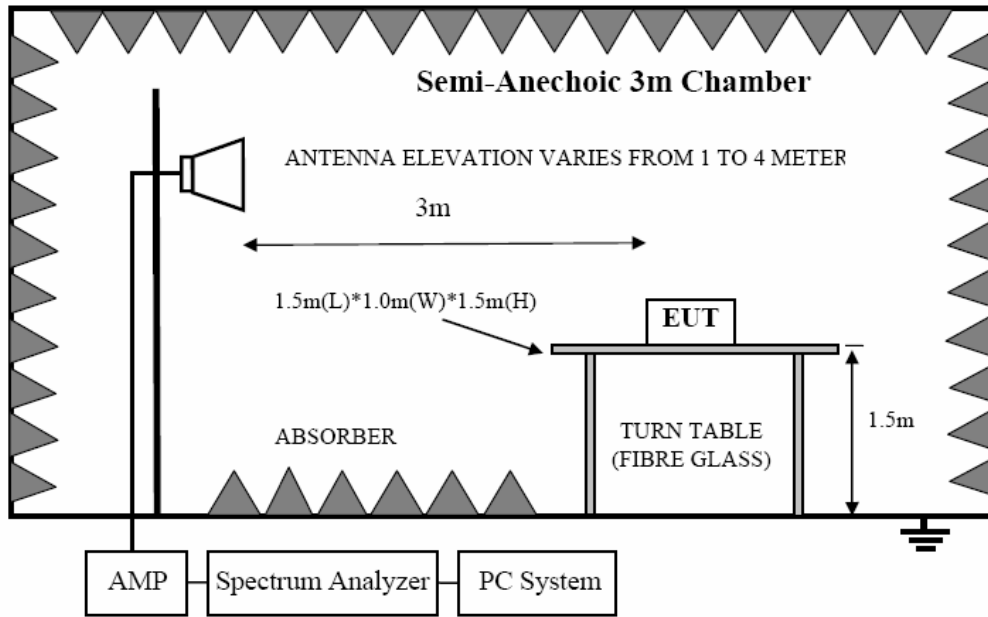 Semi-Anechoic 3m Chamber
ANTENNA ELEVATION VARIES FROM 1 TO 4 METER
3m
1.5m(L)*1.0m(W)*1.5m(H)
EUT
1.5m
ABSORBER
TURN TABLE
(FIBRE GLASS)
AMP
Spectrum Analyzer
PC System